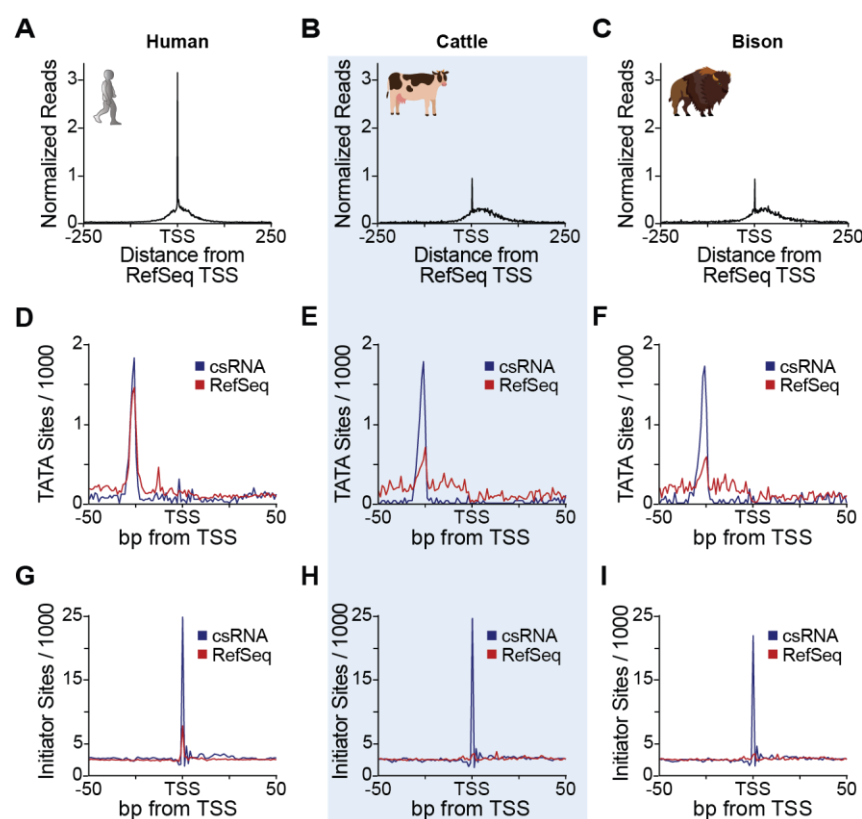 A
Human
B
Cattle
C
Bison
Normalized Reads
3
2
1
0
-250
TSS
250
Distance from
RefSeq TSS
Normalized Reads
3
2
1
0
-250
TSS
250
Distance from
RefSeq TSS
Normalized Reads
3
2
1
0
-250
TSS
250
Distance from
RefSeq TSS
D
TATA Sites / 1000
2
1
0
csRNA
RefSeq
-50
TSS
50
bp from TSS
E
TATA Sites / 1000
2
1
0
csRNA
RefSeq
-50
TSS
50
bp from TSS
F
TATA Sites / 1000
2
1
0
csRNA
RefSeq
-50
TSS
50
bp from TSS
G
Initiator Sites / 1000
25
15
5
0
csRNA
RefSeq
-50
TSS
50
bp from TSS
H
Initiator Sites / 1000
25
15
5
0
csRNA
RefSeq
-50
TSS
50
bp from TSS
I
Initiator Sites / 1000
25
15
5
0
csRNA
RefSeq
-50
TSS
50
bp from TSS